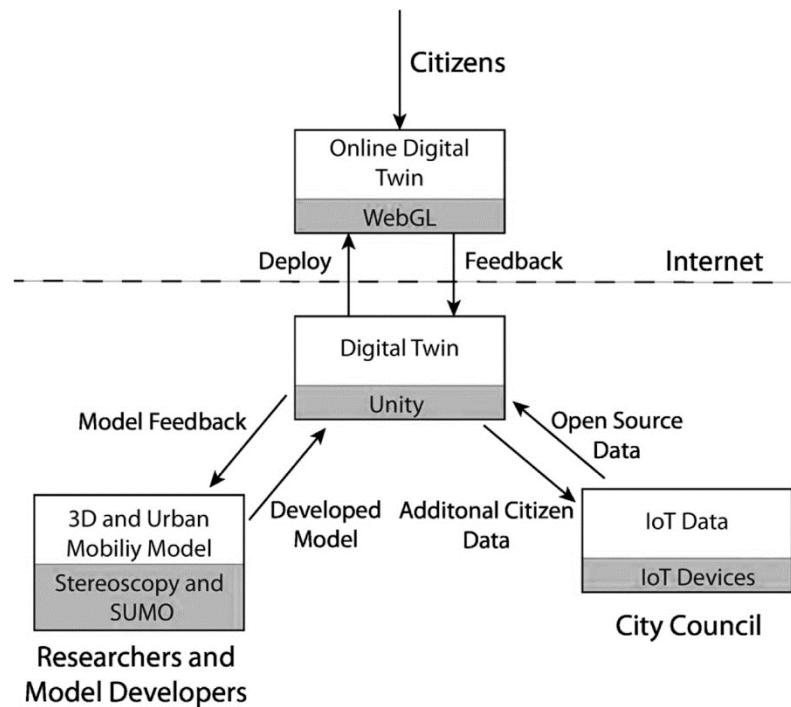 Citizens
Online Digital
Twin
WebGL
Deploy
Feedback
Internet
Digital Twin
Unity
Model Feedback
Open Source
Data
Developed
Model
Additonal Citizen
Data
3D and Urban
Mobiliy Model
Stereoscopy and
SUMO
IoT Data
IoT Devices
Researchers and
Model Developers
City Council